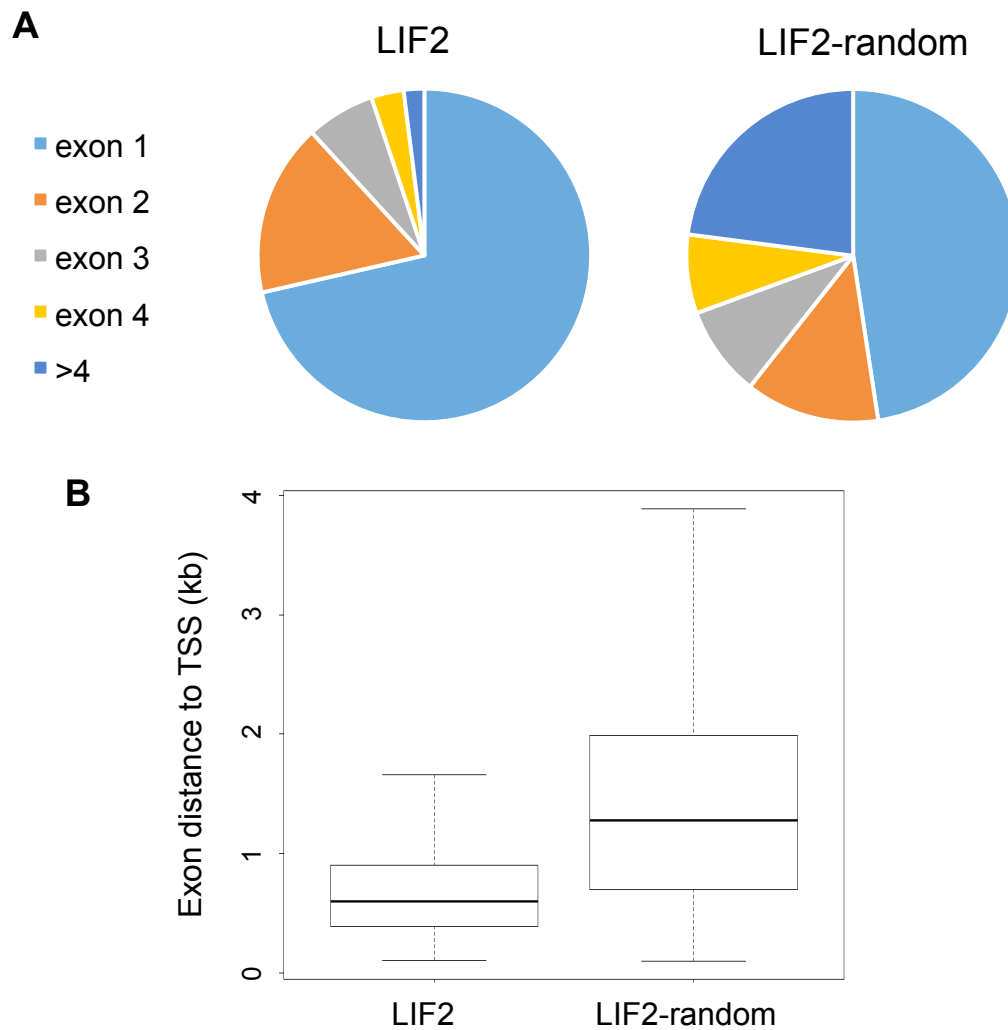 A
LIF2
LIF2-random
exon 1
exon 2
exon 3
exon 4
>4
B
Exon distance to TSS (kb)
4
3
2
1
0
LIF2
LIF2-random